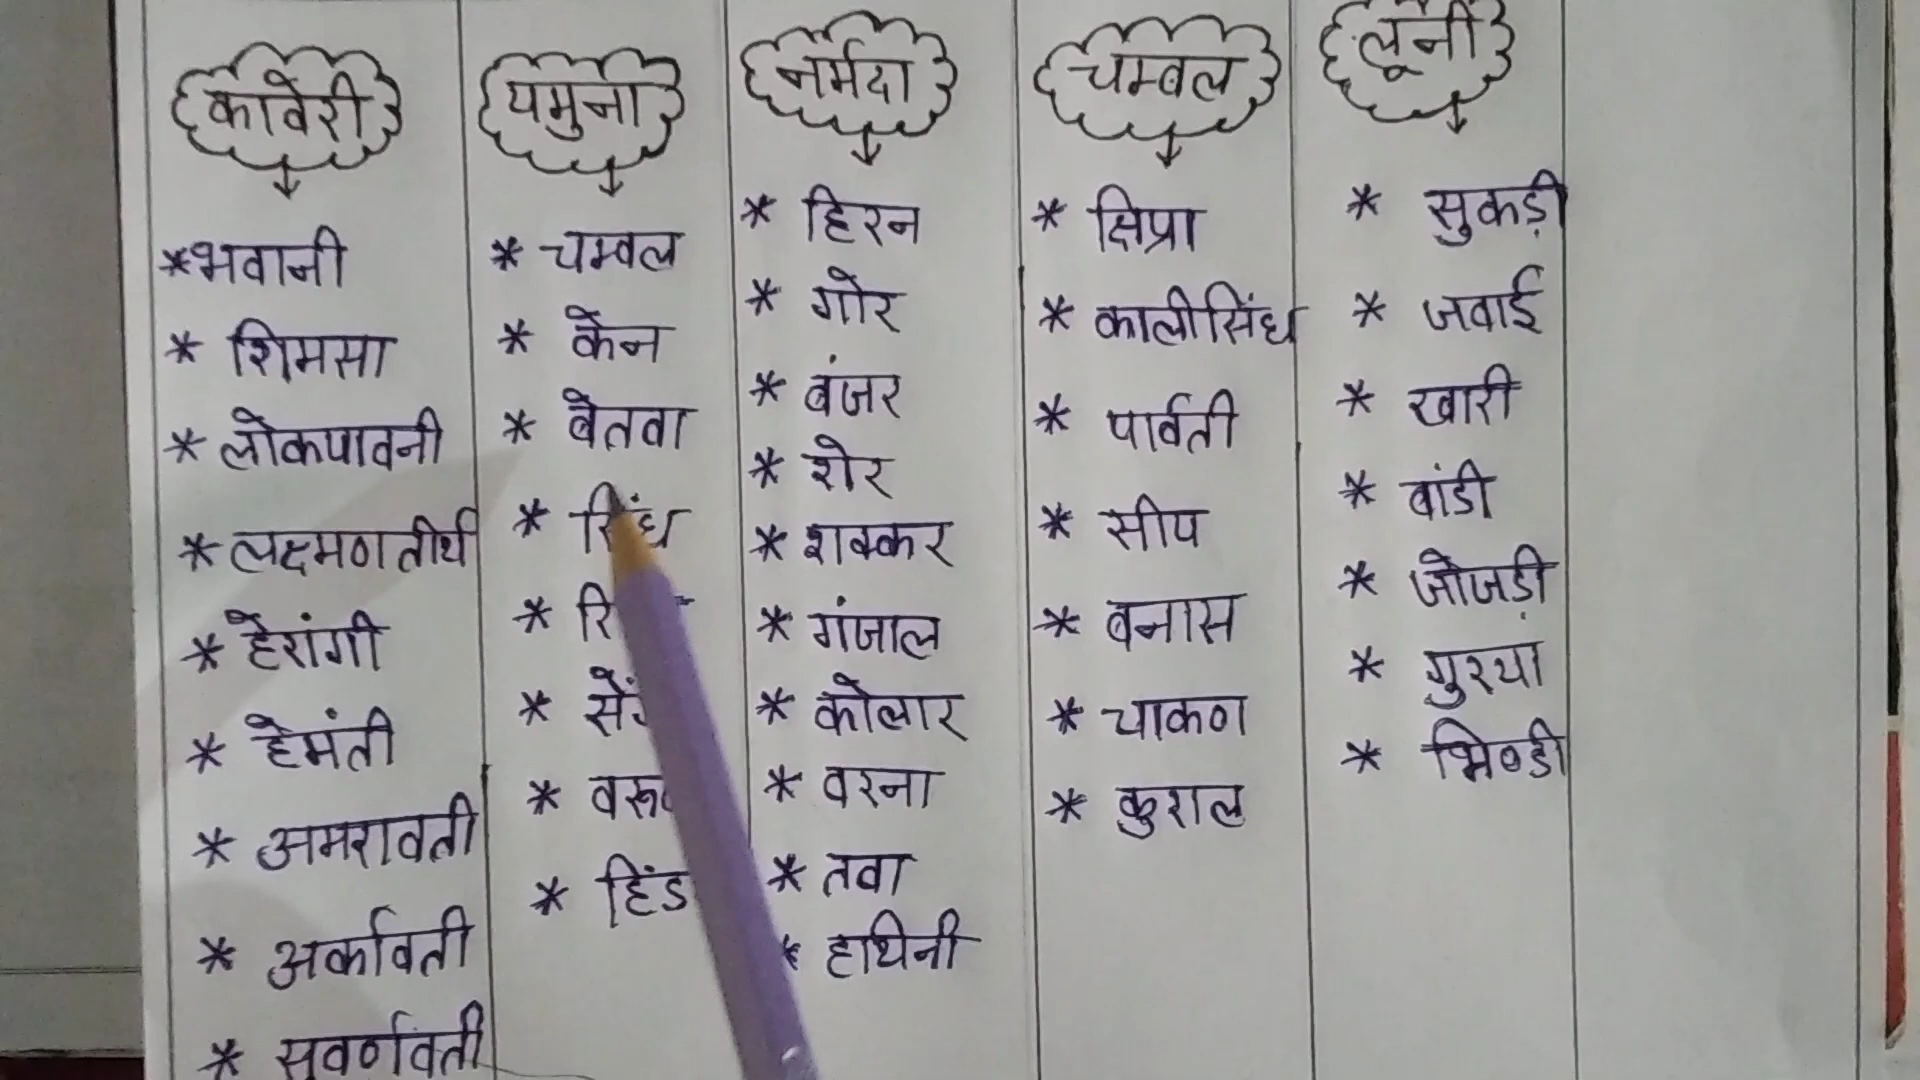 कावेरी
भवानी
शिमसा
लोकपावनी
लक्ष्मणतीर्थ
हेरांगी
हेमंती
अमरावती
अर्कावती
सुवर्णवती
यमुना
चम्बल
केन
बेतवा
सिंध
नर्मदा
हिरन
गोर
बंजर
शेर
शक्कर
गंजाल
कोलार
वरना
तवा
हथिनी
चम्बल
क्षिप्रा
कालीसिंध
पार्वती
सीप
बनास
चाकण
कुराल
लूनी
सुकड़ी
जवाई
खारी
बांडी
जोजड़ी
गुरया
भिण्डी